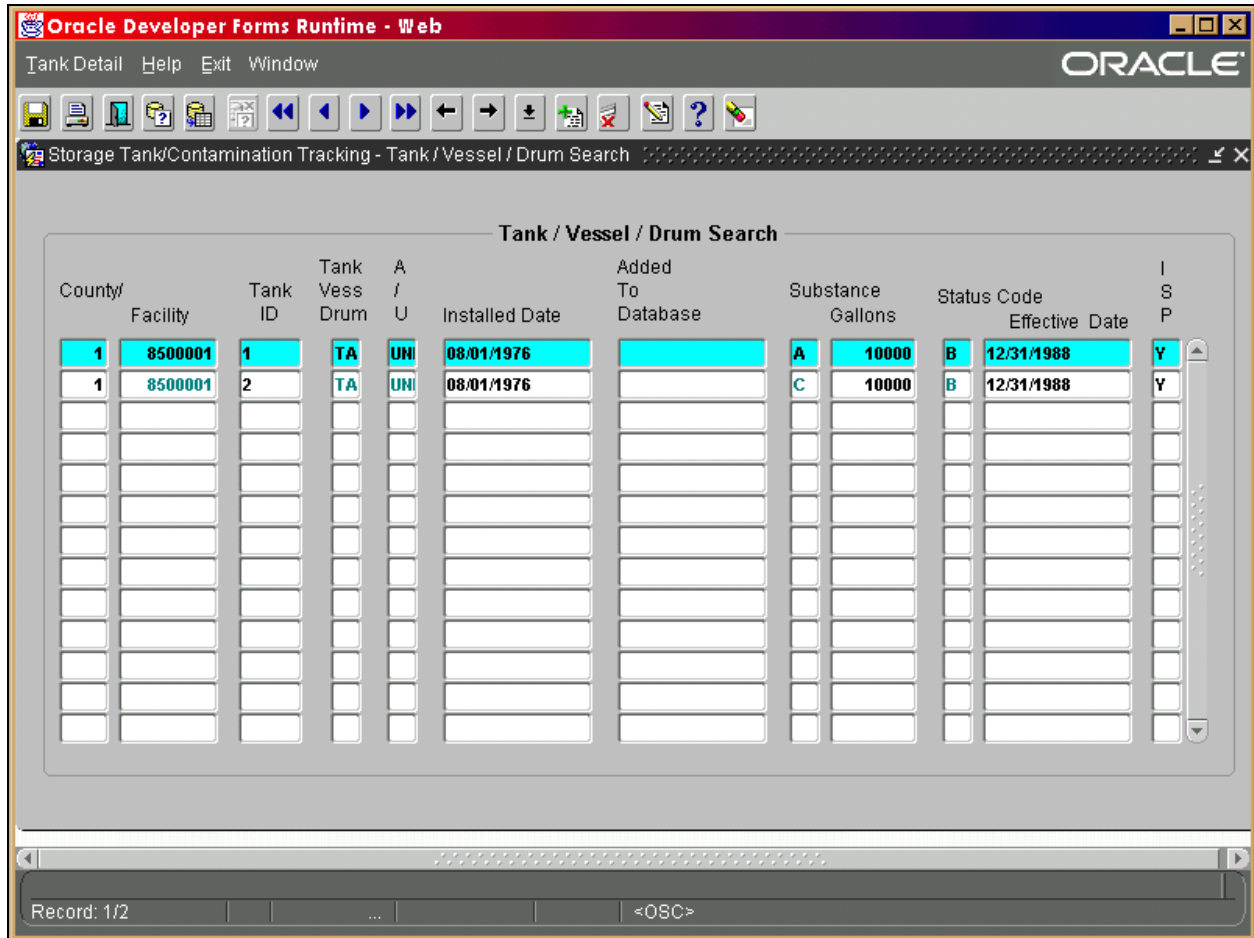 Oracle Developer Forms Runtime - Web
Tank Detail Help Exit Window ORACLE
Storage Tank/Contamination Tracking - Tank / Vessel / Drum Search
Tank / Vessel / Drum Search
Tank A Added I
County/ Tank Vess / To Substance Status Code S
Facility ID Drum U Installed Date Database Gallons Effective Date P
1 8500001 1 TA UNI 08/01/1976 A 10000 B 12/31/1988 Y
1 8500001 2 TA UNI 08/01/1976 C 10000 B 12/31/1988 Y
Record: 1/2 ... <OSC>